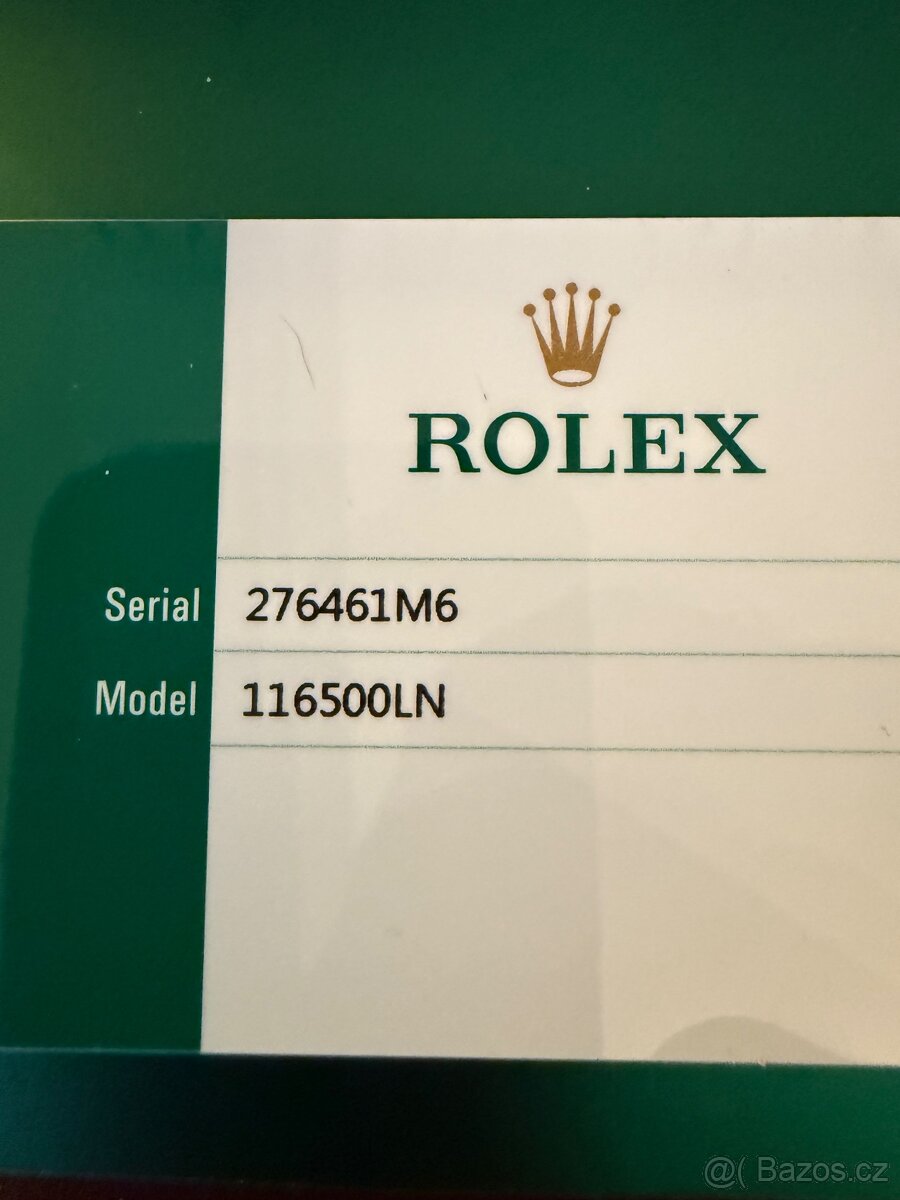 ROLEX
Serial 276461M6
Model 116500LN
@( Bazos.cz